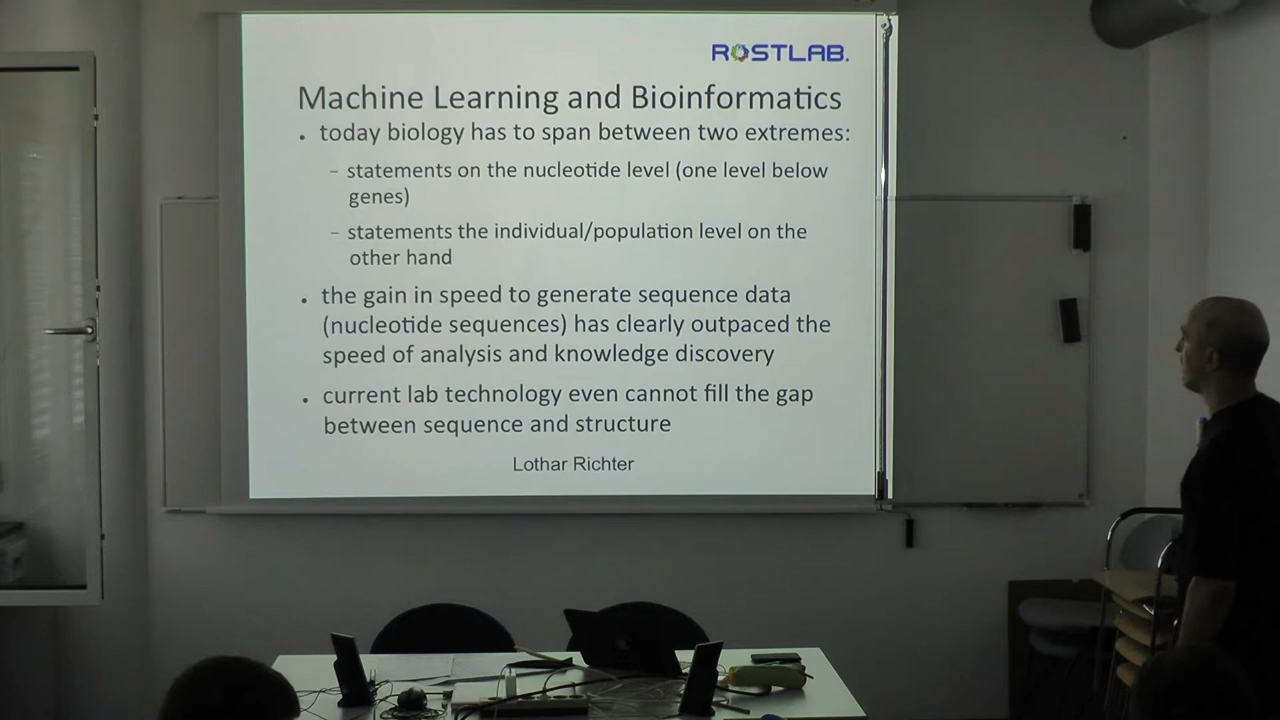 ROSTLAB.
Machine Learning and Bioinformatics
• today biology has to span between two extremes:
– statements on the nucleotide level (one level below
genes)
– statements the individual/population level on the
other hand
• the gain in speed to generate sequence data
(nucleotide sequences) has clearly outpaced the
speed of analysis and knowledge discovery
• current lab technology even cannot fill the gap
between sequence and structure
Lothar Richter